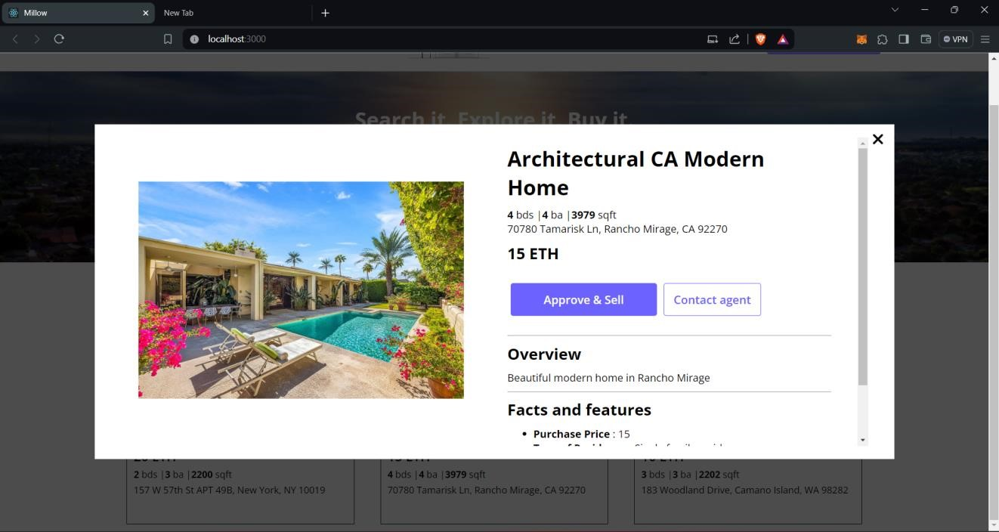 Millow
New Tab
localhost:3000
VPN
Search it. Explore it. Buy it.
Architectural CA Modern
Home
4 bds |4 ba |3979 sqft
70780 Tamarisk Ln, Rancho Mirage, CA 92270
15 ETH
Approve & Sell
Contact agent
Overview
Beautiful modern home in Rancho Mirage
Facts and features
Purchase Price : 15
2 bds |3 ba |2200 sqft
157 W 57th St APT 49B, New York, NY 10019
4 bds |4 ba |3979 sqft
70780 Tamarisk Ln, Rancho Mirage, CA 92270
3 bds |3 ba |2202 sqft
183 Woodland Drive, Camano Island, WA 98282